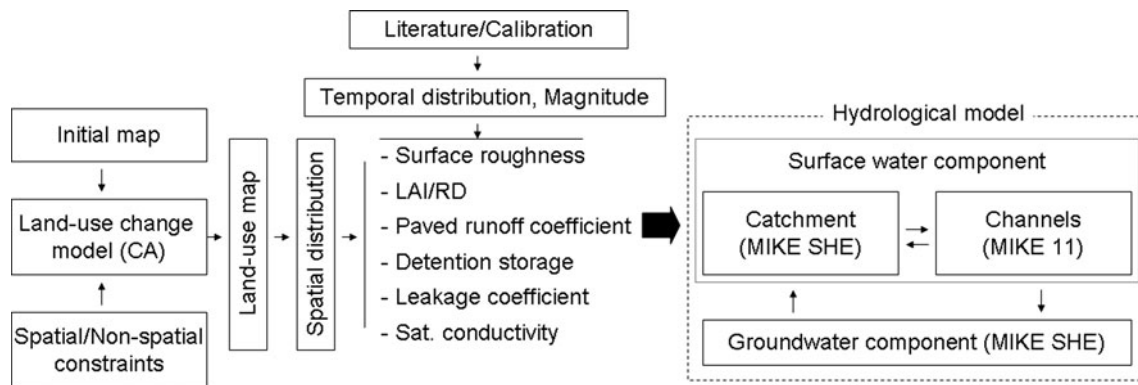 Literature/Calibration
Temporal distribution, Magnitude
Initial map
Land-use change
model (CA)
Spatial/Non-spatial
constraints
Land-use map
Spatial distribution
- Surface roughness
- LAI/RD
- Paved runoff coefficient
- Detention storage
- Leakage coefficient
- Sat. conductivity
Hydrological model
Surface water component
Catchment
(MIKE SHE)
Channels
(MIKE 11)
Groundwater component (MIKE SHE)